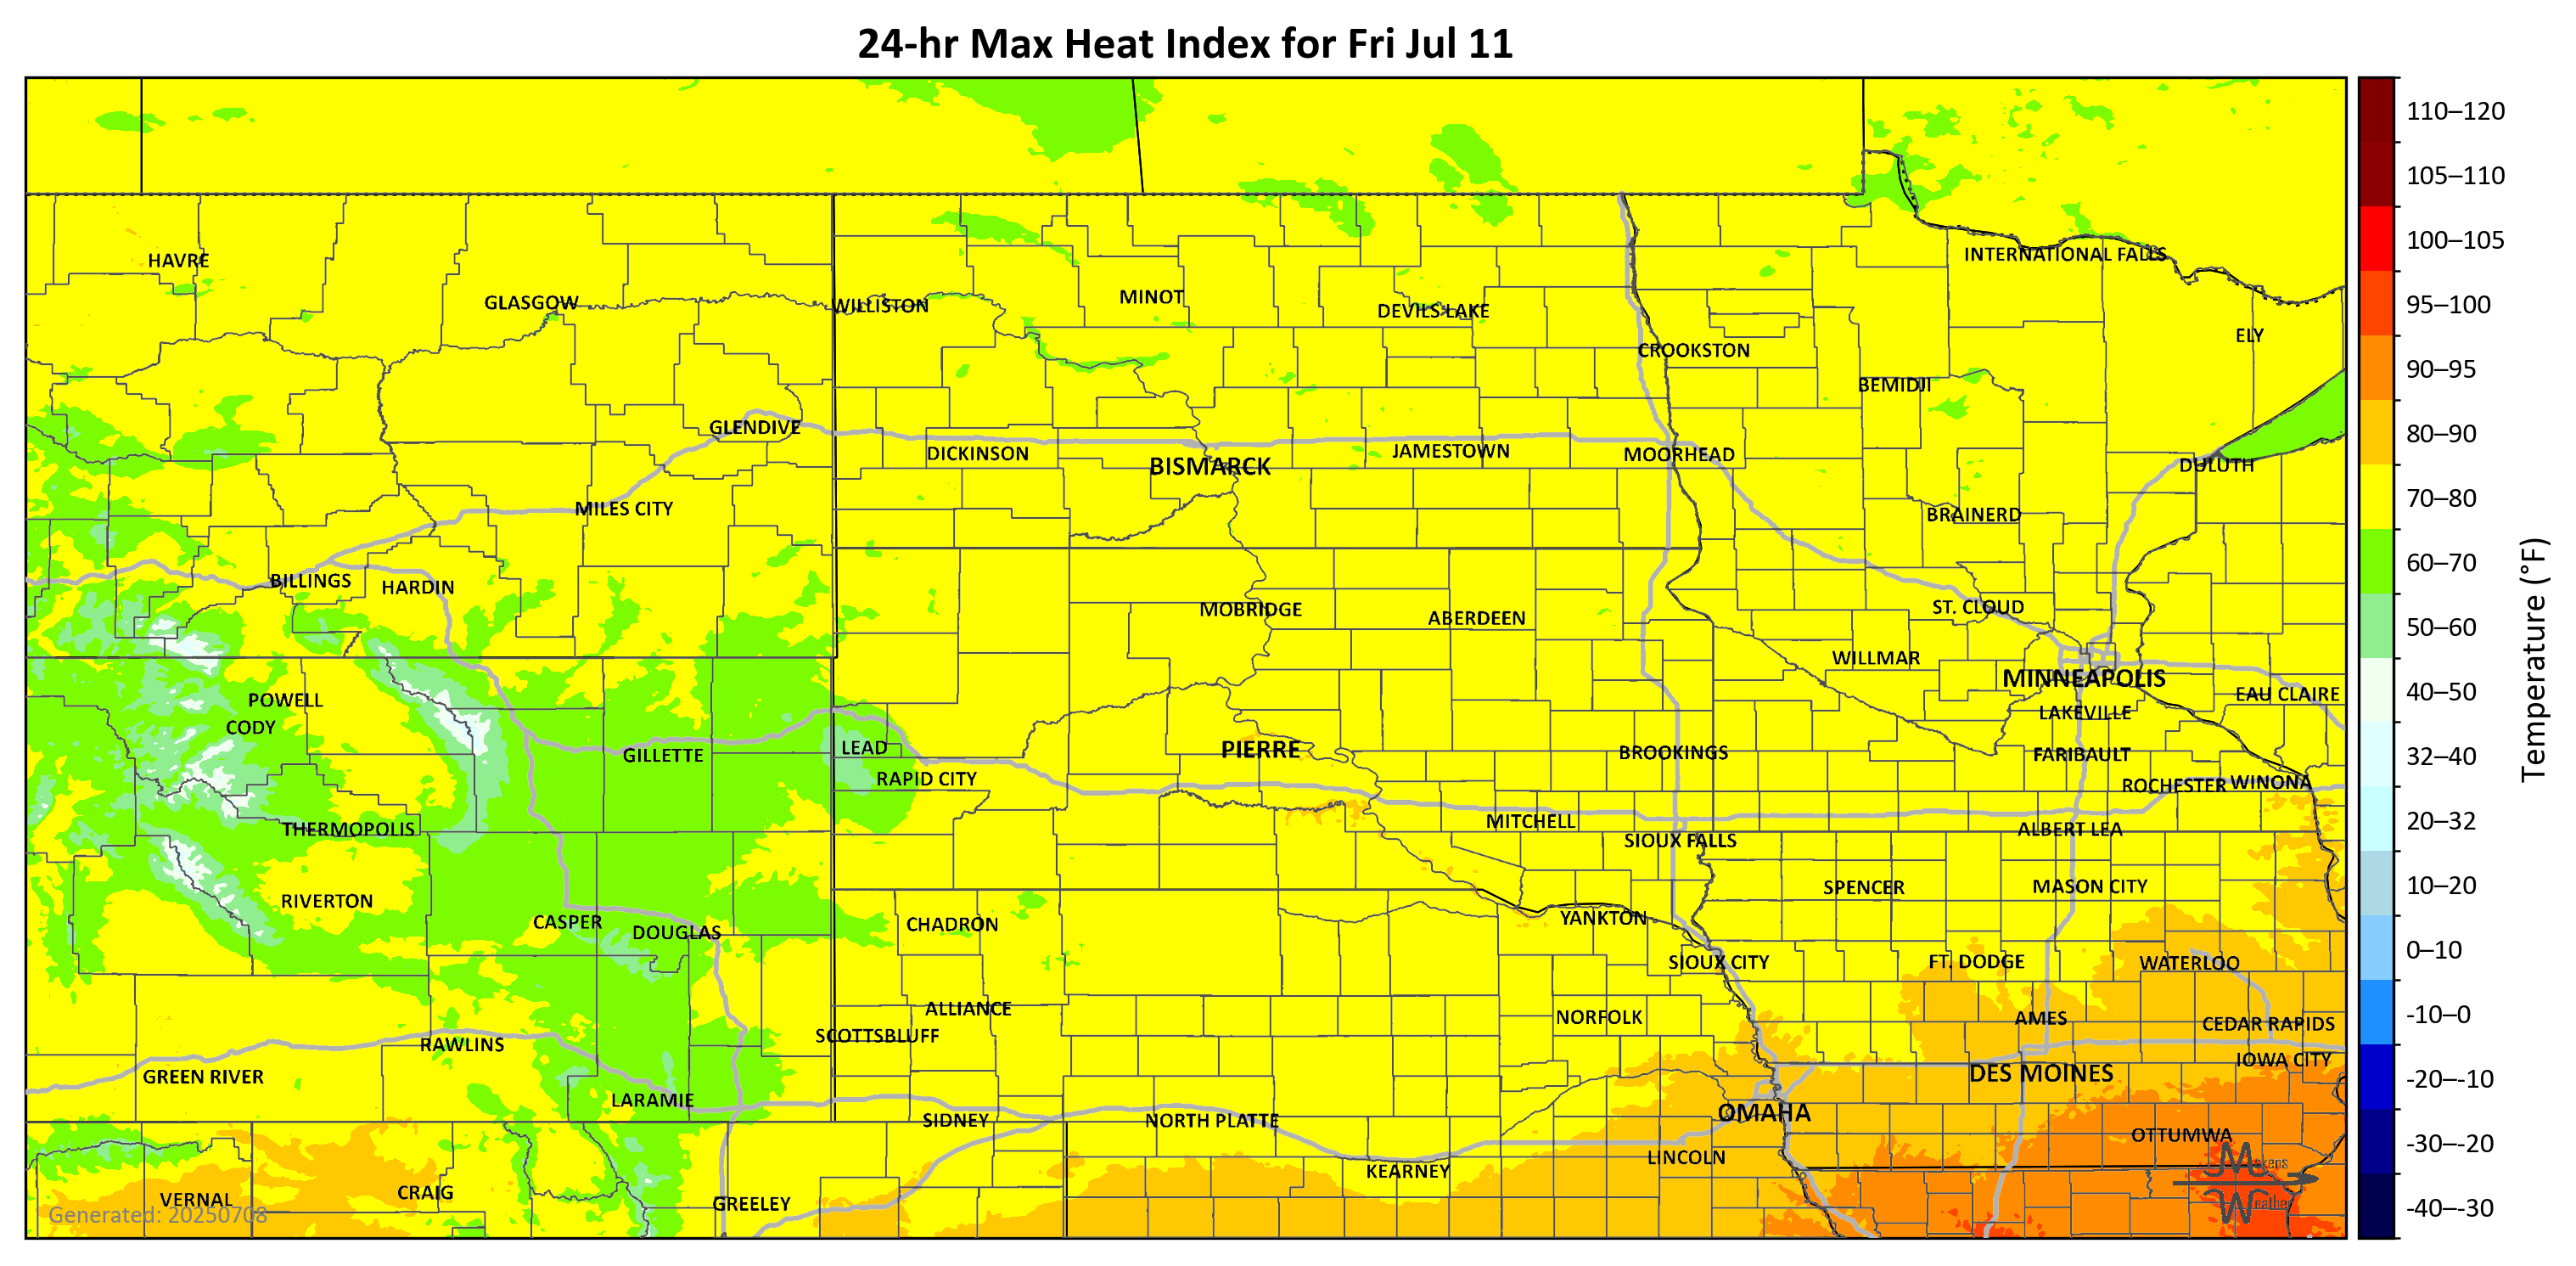 24-hr Max Heat Index for Fri Jul 11
HAVRE
GLASGOW
WILLISTON
MINOT
DEVILS LAKE
INTERNATIONAL FALLS
ELY
CROOKSTON
BEMIDJI
GLENDIVE
DICKINSON
BISMARCK
JAMESTOWN
MOORHEAD
DULUTH
MILES CITY
BRAINERD
BILLINGS
HARDIN
MOBRIDGE
ABERDEEN
ST. CLOUD
WILLMAR
MINNEAPOLIS
EAU CLAIRE
POWELL
CODY
LAKEVILLE
GILLETTE
LEAD
PIERRE
BROOKINGS
FARIBAULT
RAPID CITY
ROCHESTER
WINONA
THERMOPOLIS
MITCHELL
SIOUX FALLS
ALBERT LEA
RIVERTON
SPENCER
MASON CITY
CASPER
DOUGLAS
CHADRON
YANKTON
SIOUX CITY
FT. DODGE
WATERLOO
ALLIANCE
NORFOLK
AMES
CEDAR RAPIDS
SCOTTSBLUFF
RAWLINS
IOWA CITY
GREEN RIVER
DES MOINES
LARAMIE
SIDNEY
NORTH PLATTE
OMAHA
OTTUMWA
KEARNEY
LINCOLN
VERNAL
CRAIG
GREELEY
Generated: 20250708
Makens
Weather
110–120
105–110
100–105
95–100
90–95
80–90
70–80
60–70
50–60
40–50
32–40
20–32
10–20
0–10
-10–0
-20–-10
-30–-20
-40–-30
Temperature (°F)